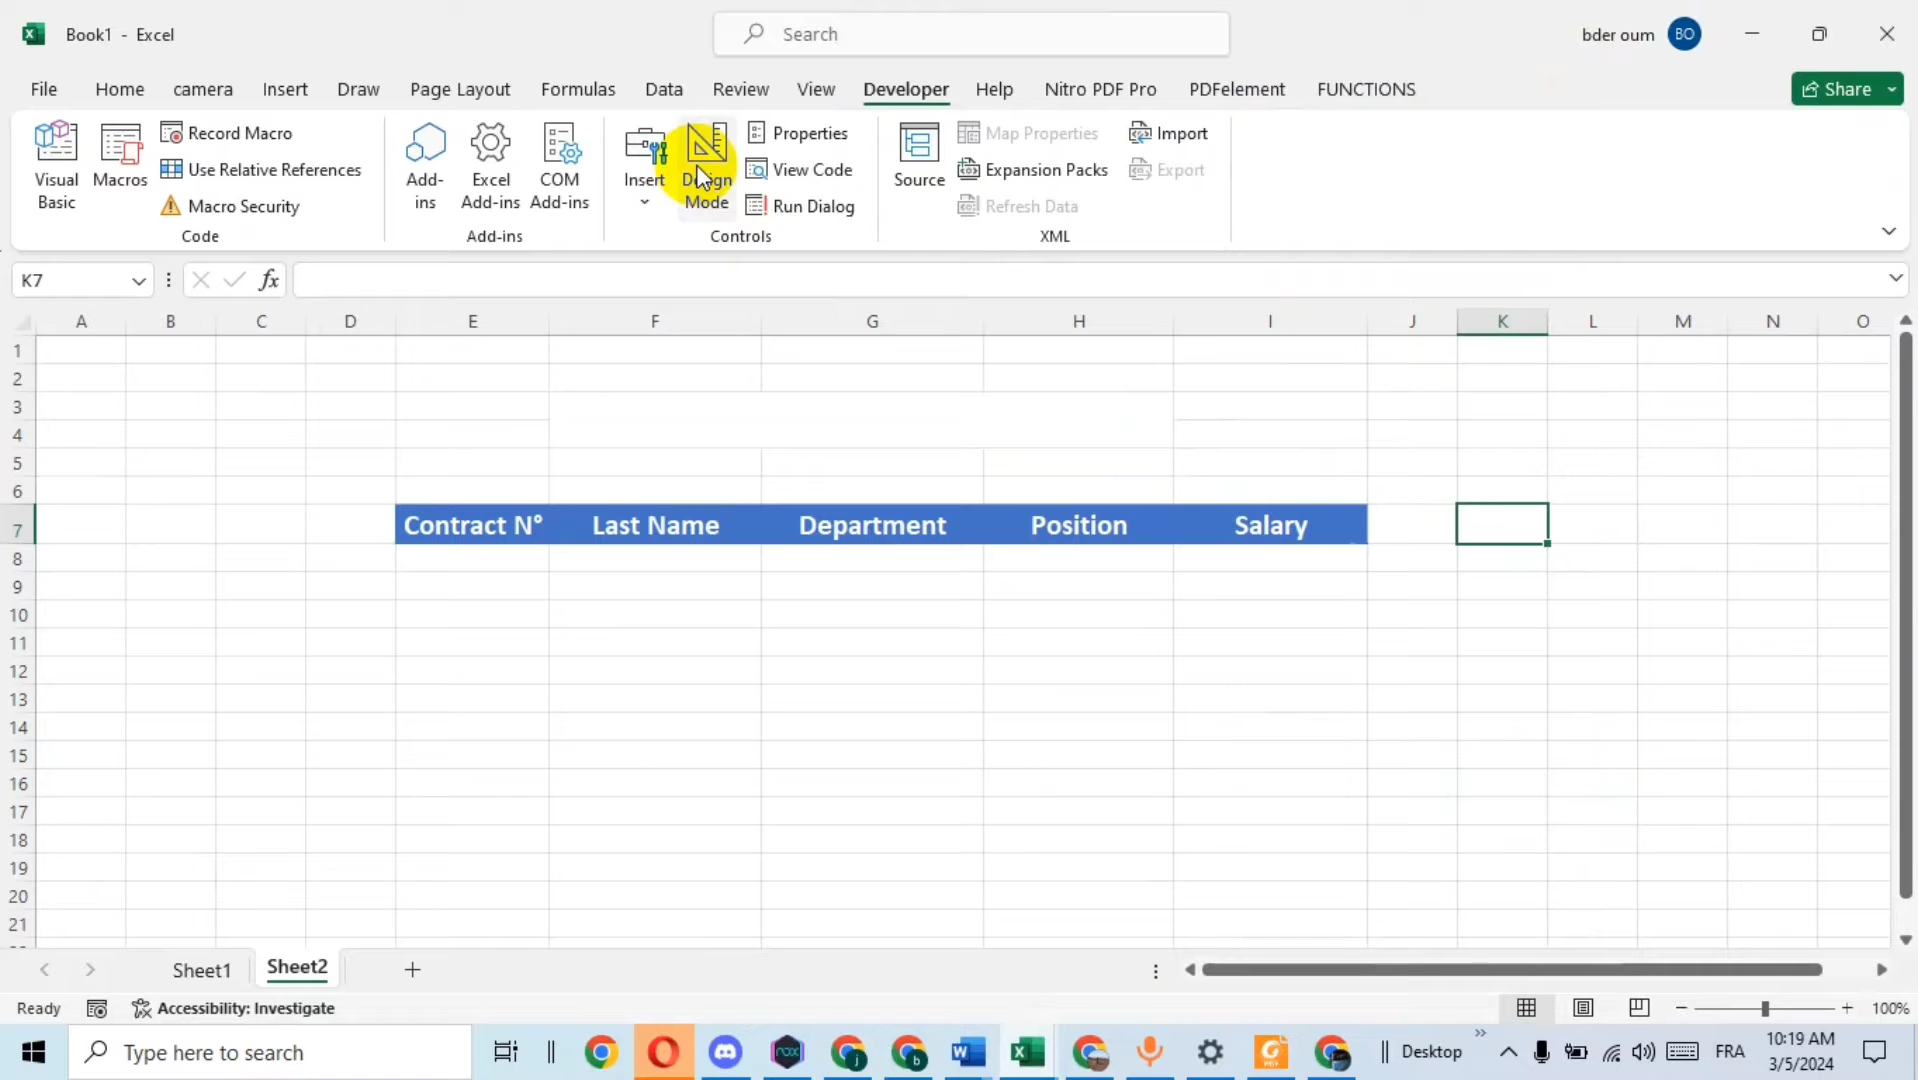 Book1 - Excel
Search
bder oum
BO
File Home camera Insert Draw Page Layout Formulas Data Review View Developer Help Nitro PDF Pro PDFelement FUNCTIONS
Share
Visual Basic
Macros
Record Macro
Use Relative References
Macro Security
Code
Add-ins
Excel Add-ins
COM Add-ins
Add-ins
Insert
Design Mode
Properties
View Code
Run Dialog
Controls
Source
Map Properties
Expansion Packs
Refresh Data
Import
Export
XML
K7
fx
A B C D E F G H I J K L M N O
1
2
3
4
5
6
7 Contract N° Last Name Department Position Salary
8
9
10
11
12
13
14
15
16
17
18
19
20
21
Sheet1 Sheet2
Ready Accessibility: Investigate
100%
Type here to search
Desktop
FRA
10:19 AM
3/5/2024